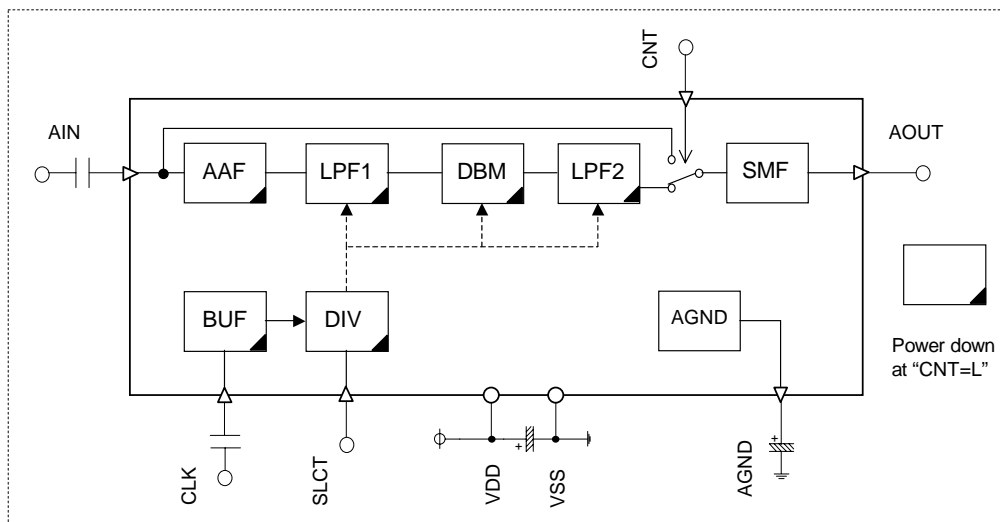 CNT
AIN
AOUT
AAF
LPF1
DBM
LPF2
SMF
BUF
DIV
AGND
Power down
at “CNT=L”
+
+
CLK
SLCT
VDD
VSS
AGND